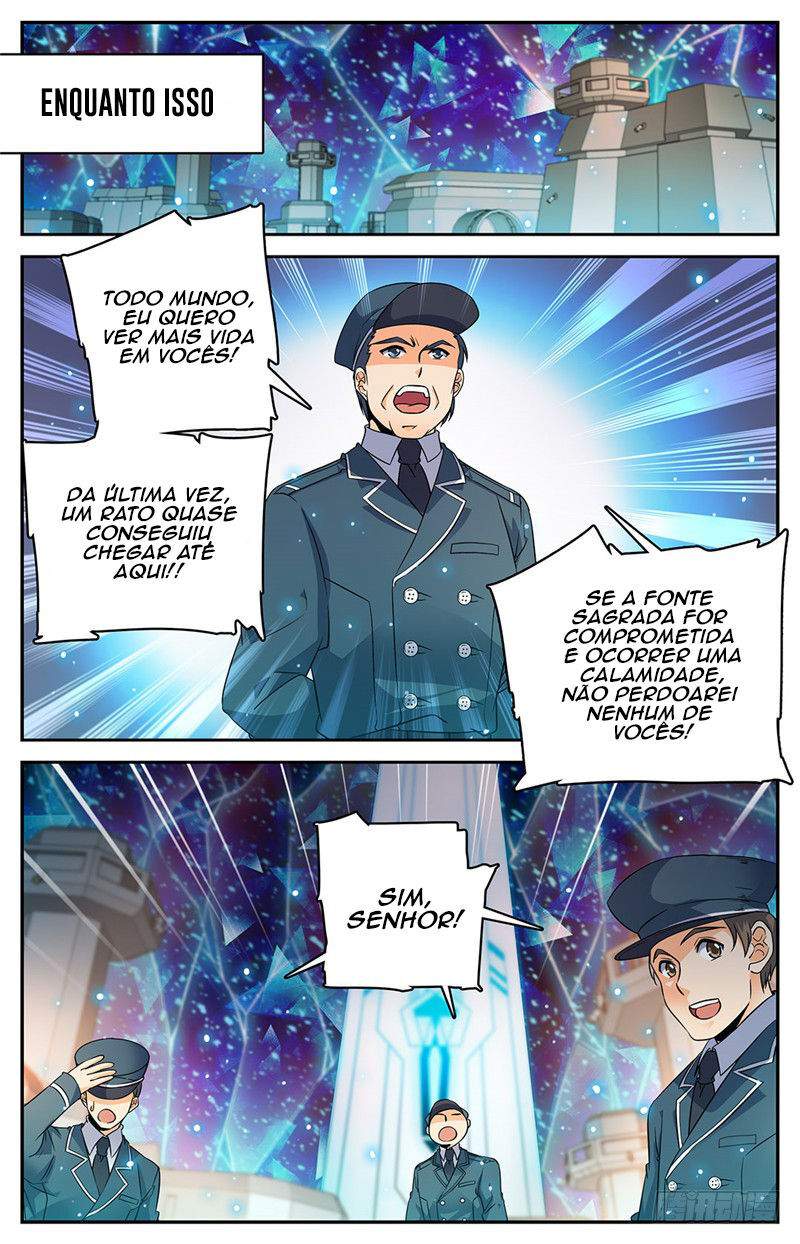 ENQUANTO ISSO
TODO MUNDO,
EU QUERO
VER MAIS VIDA
EM VOCÊS!
DA ÚLTIMA VEZ,
UM RATO QUASE
CONSEGUIU
CHEGAR ATÉ
AQUI!!
SE A FONTE
SAGRADA FOR
COMPROMETIDA
E OCORRER UMA
CALAMIDADE,
NÃO PERDOAREI
NENHUM DE
VOCÊS!
SIM,
SENHOR!